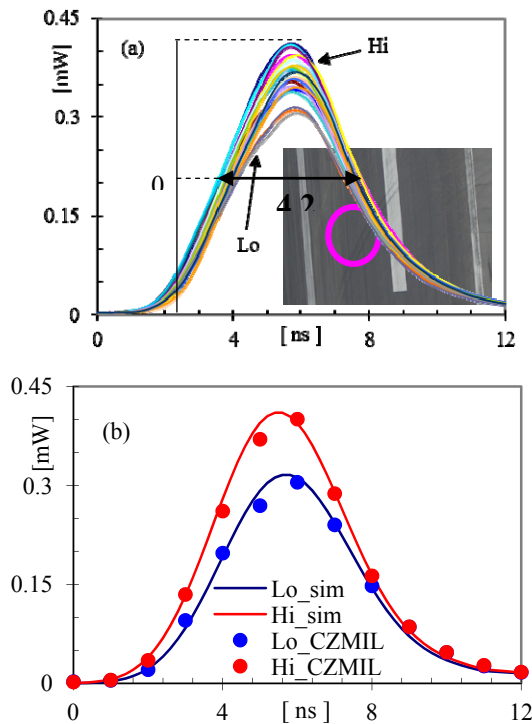 0.45
(a)
Hi
[mW]
0.3
0
4.2
0.15
Lo
0
0
4
8
12
[ ns ]
0.45
(b)
[mW]
0.3
0.15
Lo_sim
Hi_sim
Lo_CZMIL
Hi_CZMIL
0
0
4
8
12
[ ns ]